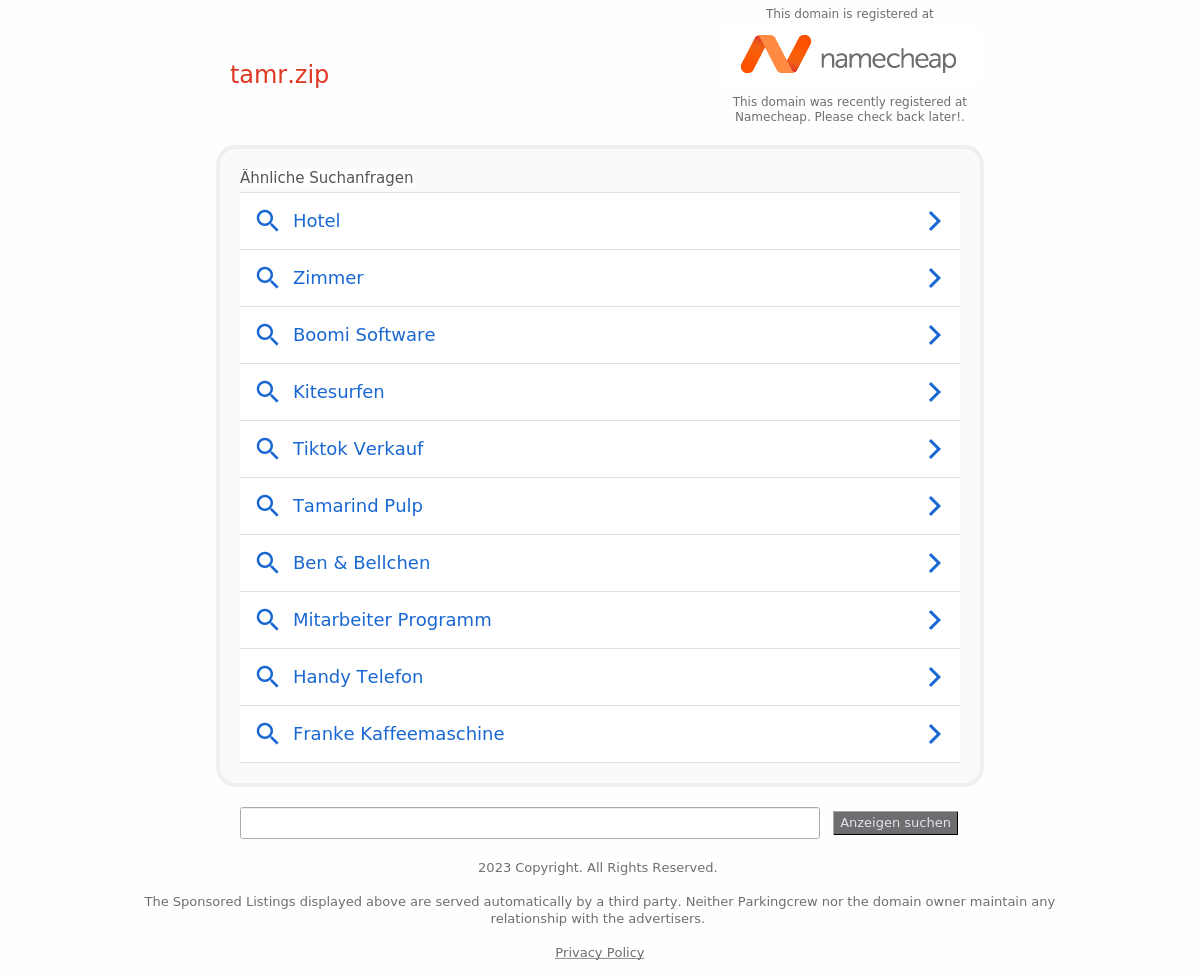 This domain is registered at
namecheap
tamr.zip
This domain was recently registered at
Namecheap. Please check back later!.
Ähnliche Suchanfragen
Hotel
Zimmer
Boomi Software
Kitesurfen
Tiktok Verkauf
Tamarind Pulp
Ben & Bellchen
Mitarbeiter Programm
Handy Telefon
Franke Kaffeemaschine
Anzeigen suchen
2023 Copyright. All Rights Reserved.
The Sponsored Listings displayed above are served automatically by a third party. Neither Parkingcrew nor the domain owner maintain any
relationship with the advertisers.
Privacy Policy